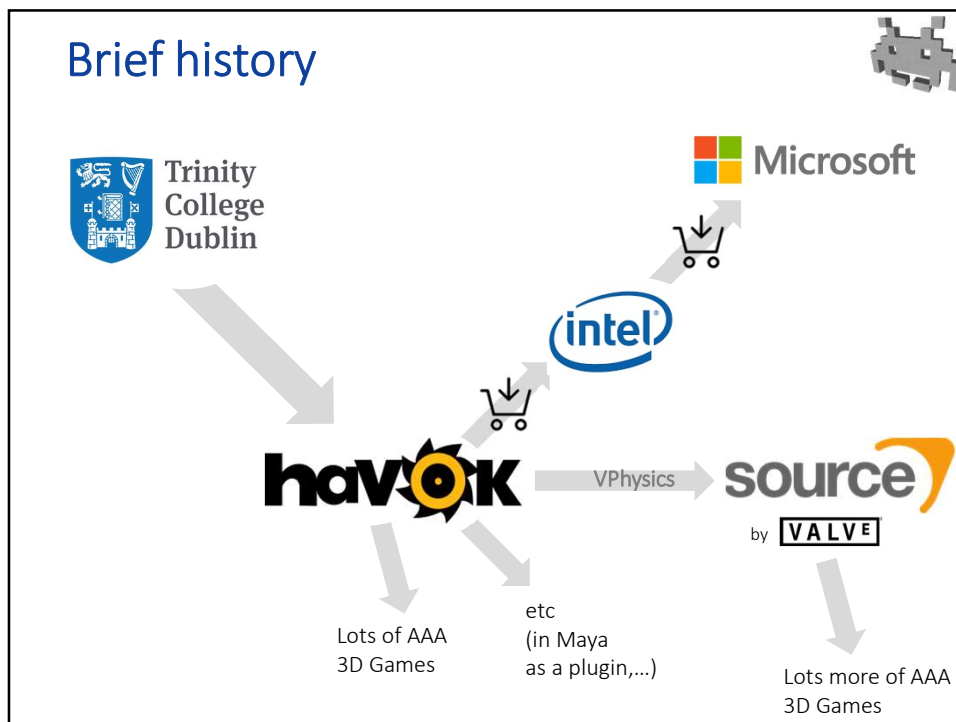 Brief history
Trinity
College
Dublin
Microsoft
intel®
havok
VPhysics
source
by VALVE®
Lots of AAA
3D Games
etc
(in Maya
as a plugin,…)
Lots more of AAA
3D Games